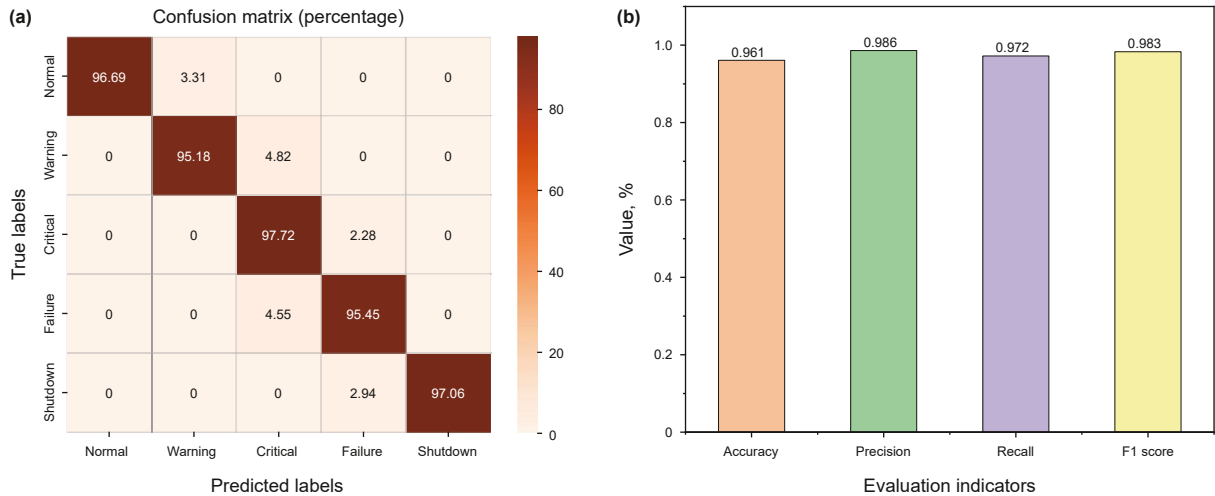 (a)
Confusion matrix (percentage)
True labels
Normal 96.69 3.31 0 0 0
Warning 0 95.18 4.82 0 0
Critical 0 0 97.72 2.28 0
Failure 0 0 4.55 95.45 0
Shutdown 0 0 0 2.94 97.06
Normal Warning Critical Failure Shutdown
Predicted labels
80
60
40
20
0
(b)
Value, %
1.0
0.8
0.6
0.4
0.2
0
0.961 0.986 0.972 0.983
Accuracy Precision Recall F1 score
Evaluation indicators